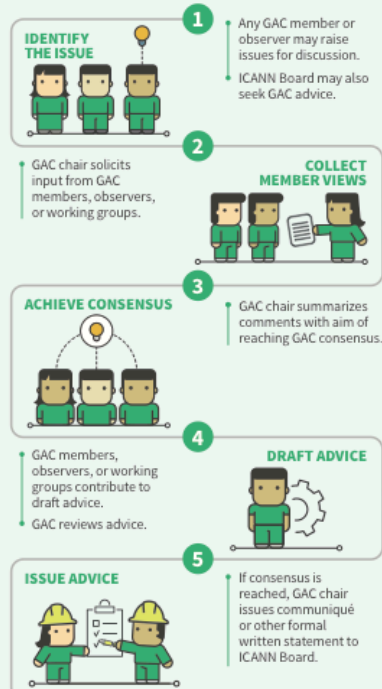 1
IDENTIFY
THE ISSUE
Any GAC member or
observer may raise
issues for discussion.
ICANN Board may also
seek GAC advice.
2
COLLECT
MEMBER VIEWS
GAC chair solicits
input from GAC
members, observers,
or working groups.
3
ACHIEVE CONSENSUS
GAC chair summarizes
comments with aim of
reaching GAC consensus.
4
DRAFT ADVICE
GAC members,
observers, or working
groups contribute to
draft advice.
GAC reviews advice.
5
ISSUE ADVICE
If consensus is
reached, GAC chair
issues communiqué
or other formal
written statement to
ICANN Board.